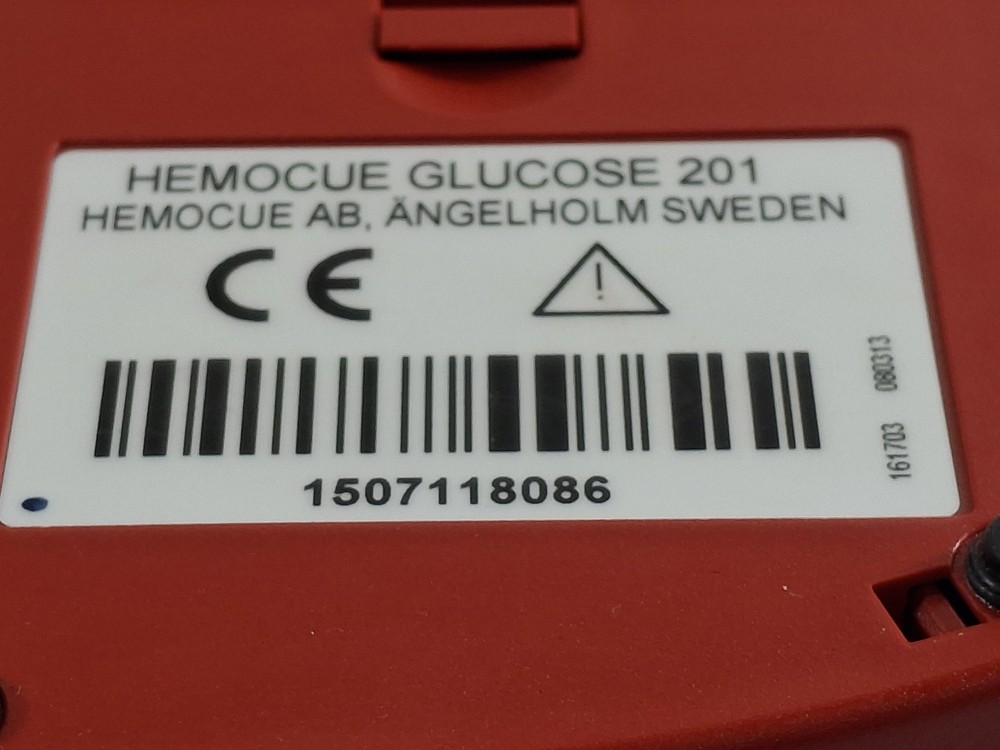 HEMOCUE GLUCOSE 201
HEMOCUE AB, ÄNGELHOLM SWEDEN
CE
1507118086
161703 080313